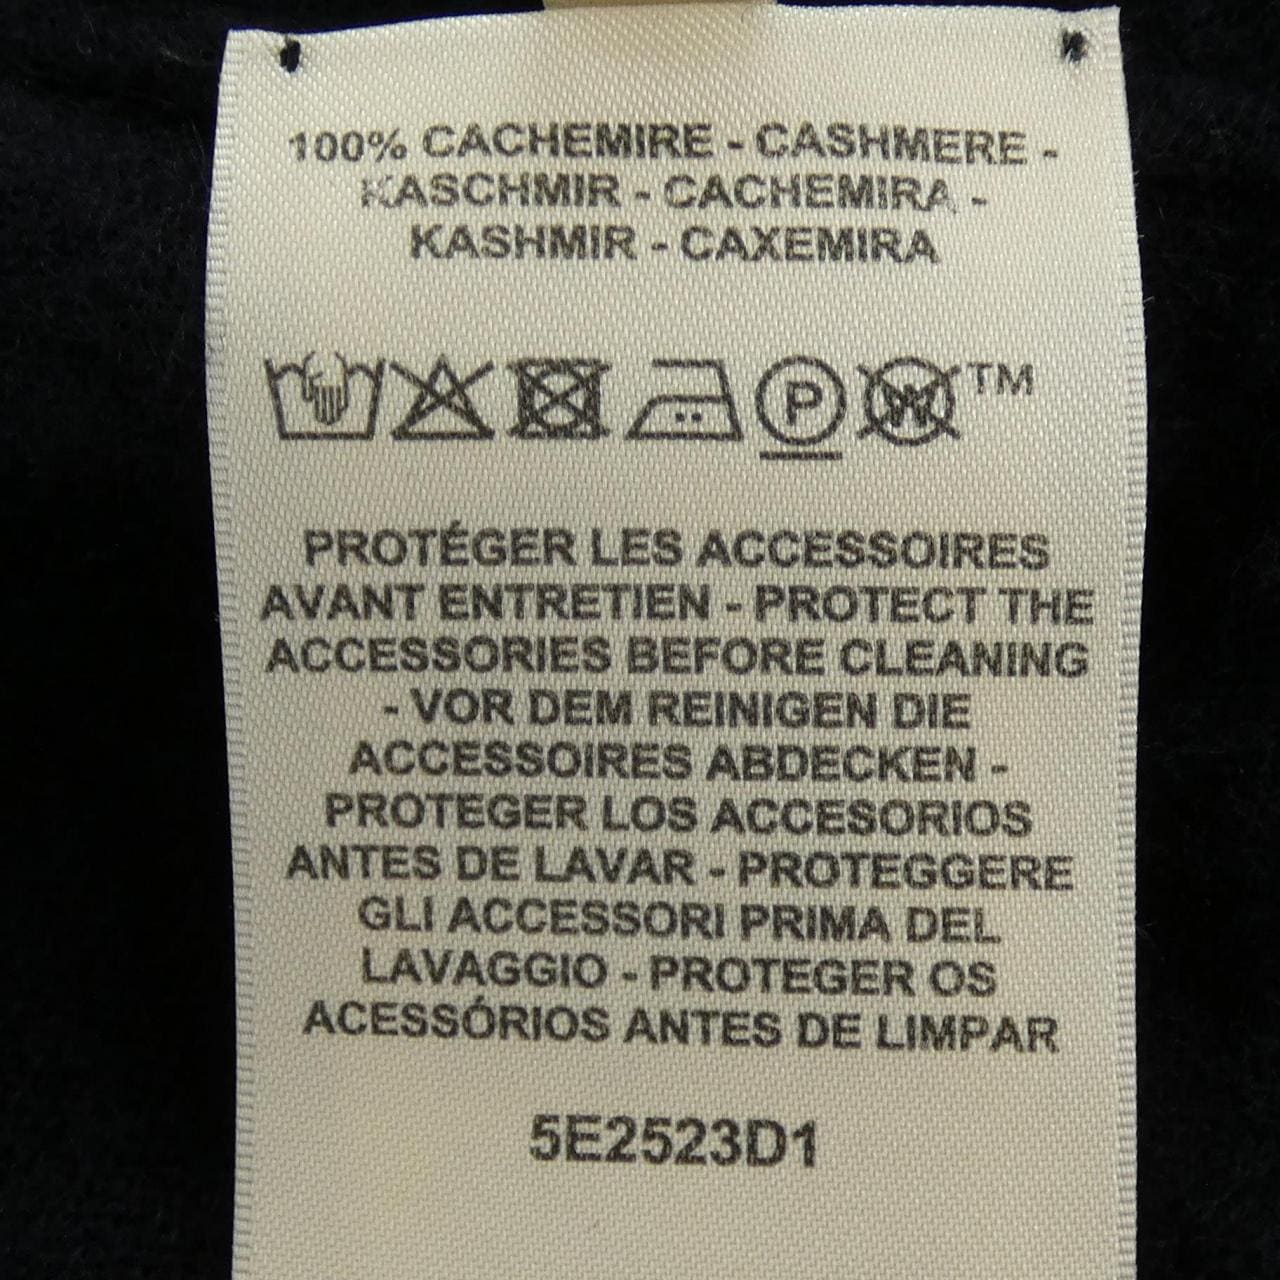 100% CACHEMIRE - CASHMERE -
KASCHMIR - CACHEMIRA -
KASHMIR - CAXEMIRA
P W TM
PROTÉGER LES ACCESSOIRES
AVANT ENTRETIEN - PROTECT THE
ACCESSORIES BEFORE CLEANING
- VOR DEM REINIGEN DIE
ACCESSOIRES ABDECKEN -
PROTEGER LOS ACCESORIOS
ANTES DE LAVAR - PROTEGGERE
GLI ACCESSORI PRIMA DEL
LAVAGGIO - PROTEGER OS
ACESSÓRIOS ANTES DE LIMPAR
5E2523D1